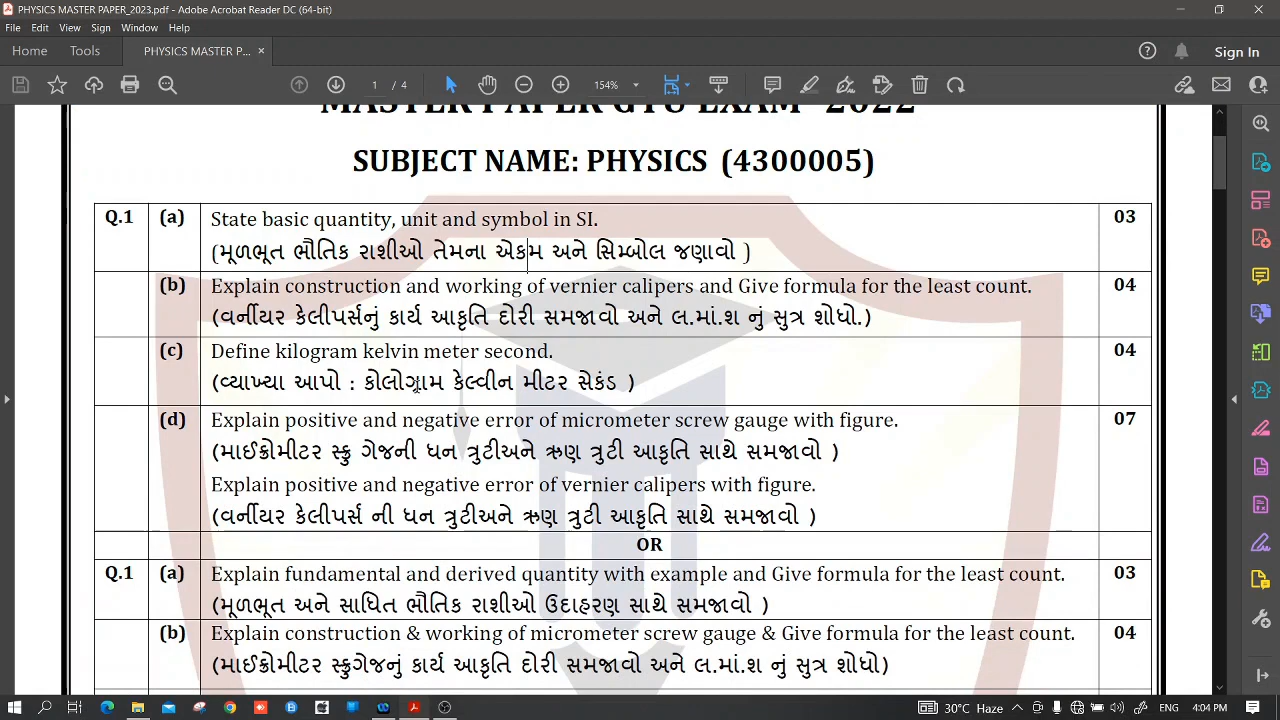 PHYSICS MASTER PAPER_2023.pdf - Adobe Acrobat Reader DC (64-bit)
File Edit View Sign Window Help
Home Tools PHYSICS MASTER P... × Sign In
1 / 4 154%
MASTER PAPER GTU EXAM 2022
SUBJECT NAME: PHYSICS (4300005)
Q.1 (a) State basic quantity, unit and symbol in SI. 03
(મૂળભૂત ભૌતિક રાશીઓ તેમના એકમ અને સિમ્બોલ જણાવો )
(b) Explain construction and working of vernier calipers and Give formula for the least count. 04
(વર્નીયર કેલીપર્સનું કાર્ય આકૃતિ દોરી સમજાવો અને લ.માં.શ નું સુત્ર શોધો.)
(c) Define kilogram kelvin meter second. 04
(વ્યાખ્યા આપો : કોલોગ્રામ કેલ્વીન મીટર સેકંડ )
(d) Explain positive and negative error of micrometer screw gauge with figure. 07
(માઈક્રોમીટર સ્ક્રુ ગેજની ધન ત્રુટીઅને ઋણ ત્રુટી આકૃતિ સાથે સમજાવો )
Explain positive and negative error of vernier calipers with figure.
(વર્નીયર કેલીપર્સ ની ધન ત્રુટીઅને ઋણ ત્રુટી આકૃતિ સાથે સમજાવો )
OR
Q.1 (a) Explain fundamental and derived quantity with example and Give formula for the least count. 03
(મૂળભૂત અને સાધિત ભૌતિક રાશીઓ ઉદાહરણ સાથે સમજાવો )
(b) Explain construction & working of micrometer screw gauge & Give formula for the least count. 04
(માઈક્રોમીટર સ્ક્રુગેજનું કાર્ય આકૃતિ દોરી સમજાવો અને લ.માં.શ નું સુત્ર શોધો)
30°C Haze ENG 4:04 PM